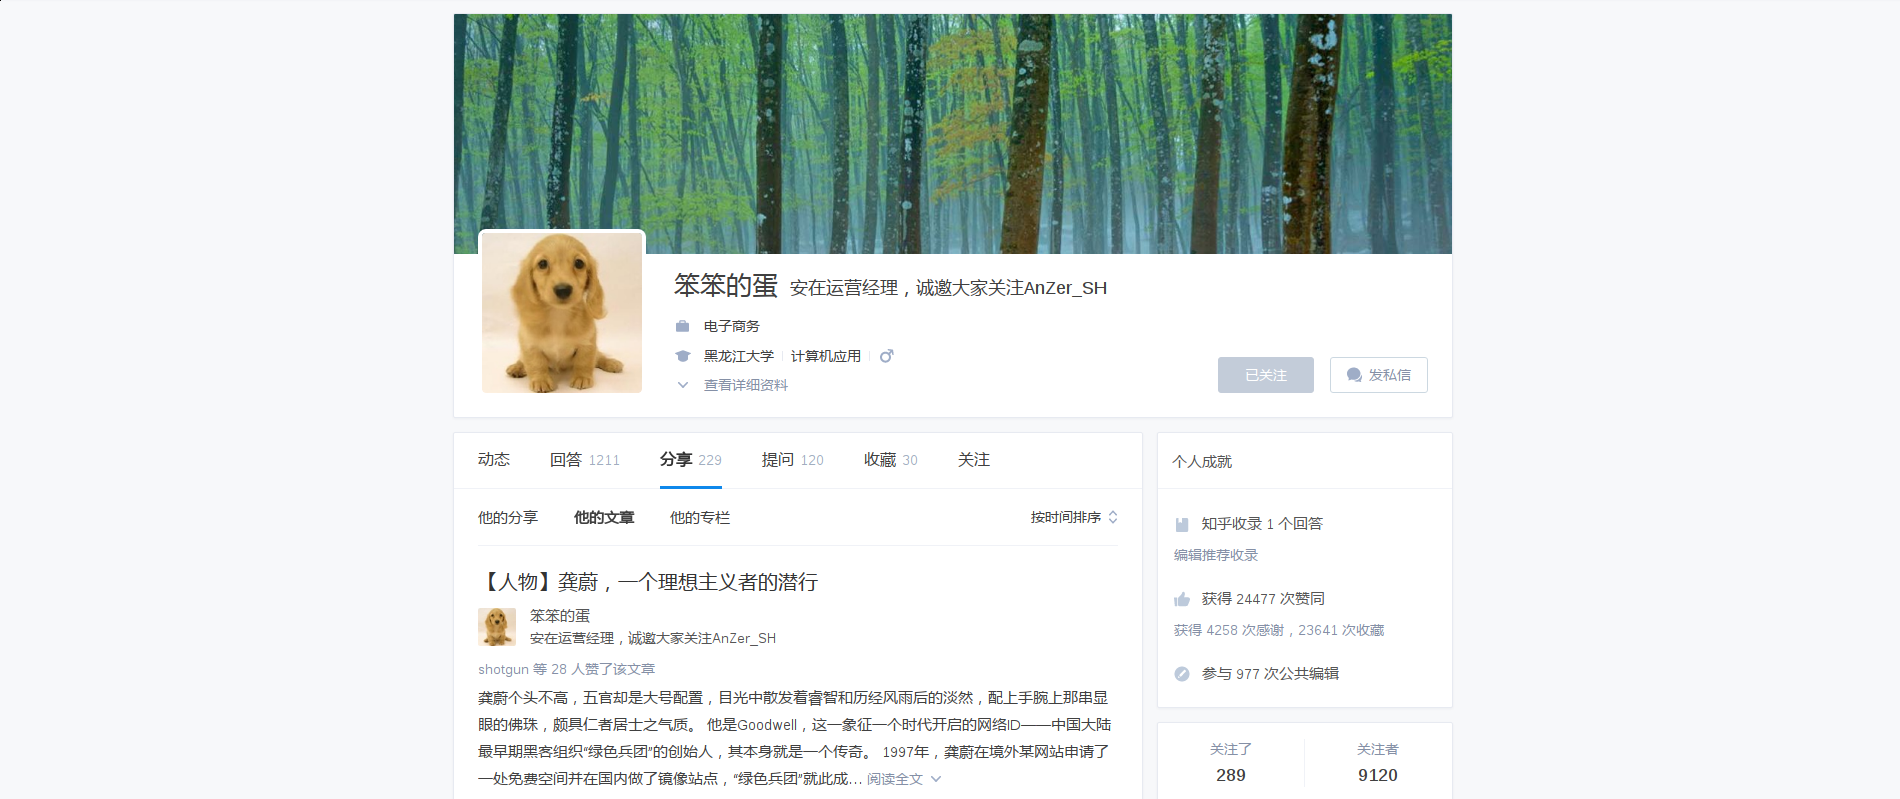 笨笨的蛋 安在运营经理，诚邀大家关注AnZer_SH
电子商务
黑龙江大学 计算机应用
查看详细资料
已关注 发私信
动态 回答 1211 分享 229 提问 120 收藏 30 关注
他的分享 他的文章 他的专栏 按时间排序
【人物】龚蔚，一个理想主义者的潜行
笨笨的蛋
安在运营经理，诚邀大家关注AnZer_SH
shotgun 等 28 人赞了该文章
龚蔚个头不高，五官却是大号配置，目光中散发着睿智和历经风雨后的淡然，配上手腕上那串显
眼的佛珠，颇具仁者居士之气质。 他是Goodwell，这一象征一个时代开启的网络ID——中国大陆
最早期黑客组织“绿色兵团”的创始人，其本身就是一个传奇。 1997年，龚蔚在境外某网站申请了
一处免费空间并在国内做了镜像站点，“绿色兵团”就此成… 阅读全文
个人成就
知乎收录 1 个回答
编辑推荐收录
获得 24477 次赞同
获得 4258 次感谢，23641 次收藏
参与 977 次公共编辑
关注了 关注者
289 9120